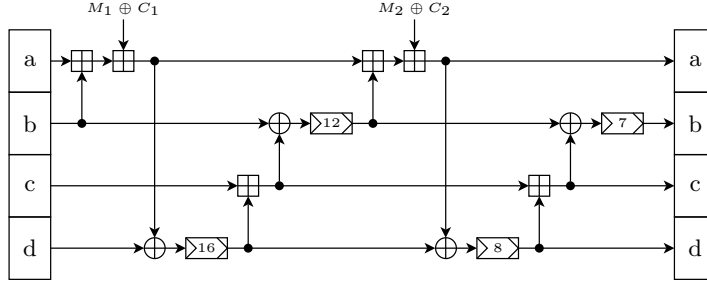 M₁ ⊕ C₁ M₂ ⊕ C₂
a a
b 12 7 b
c c
d 16 8 d